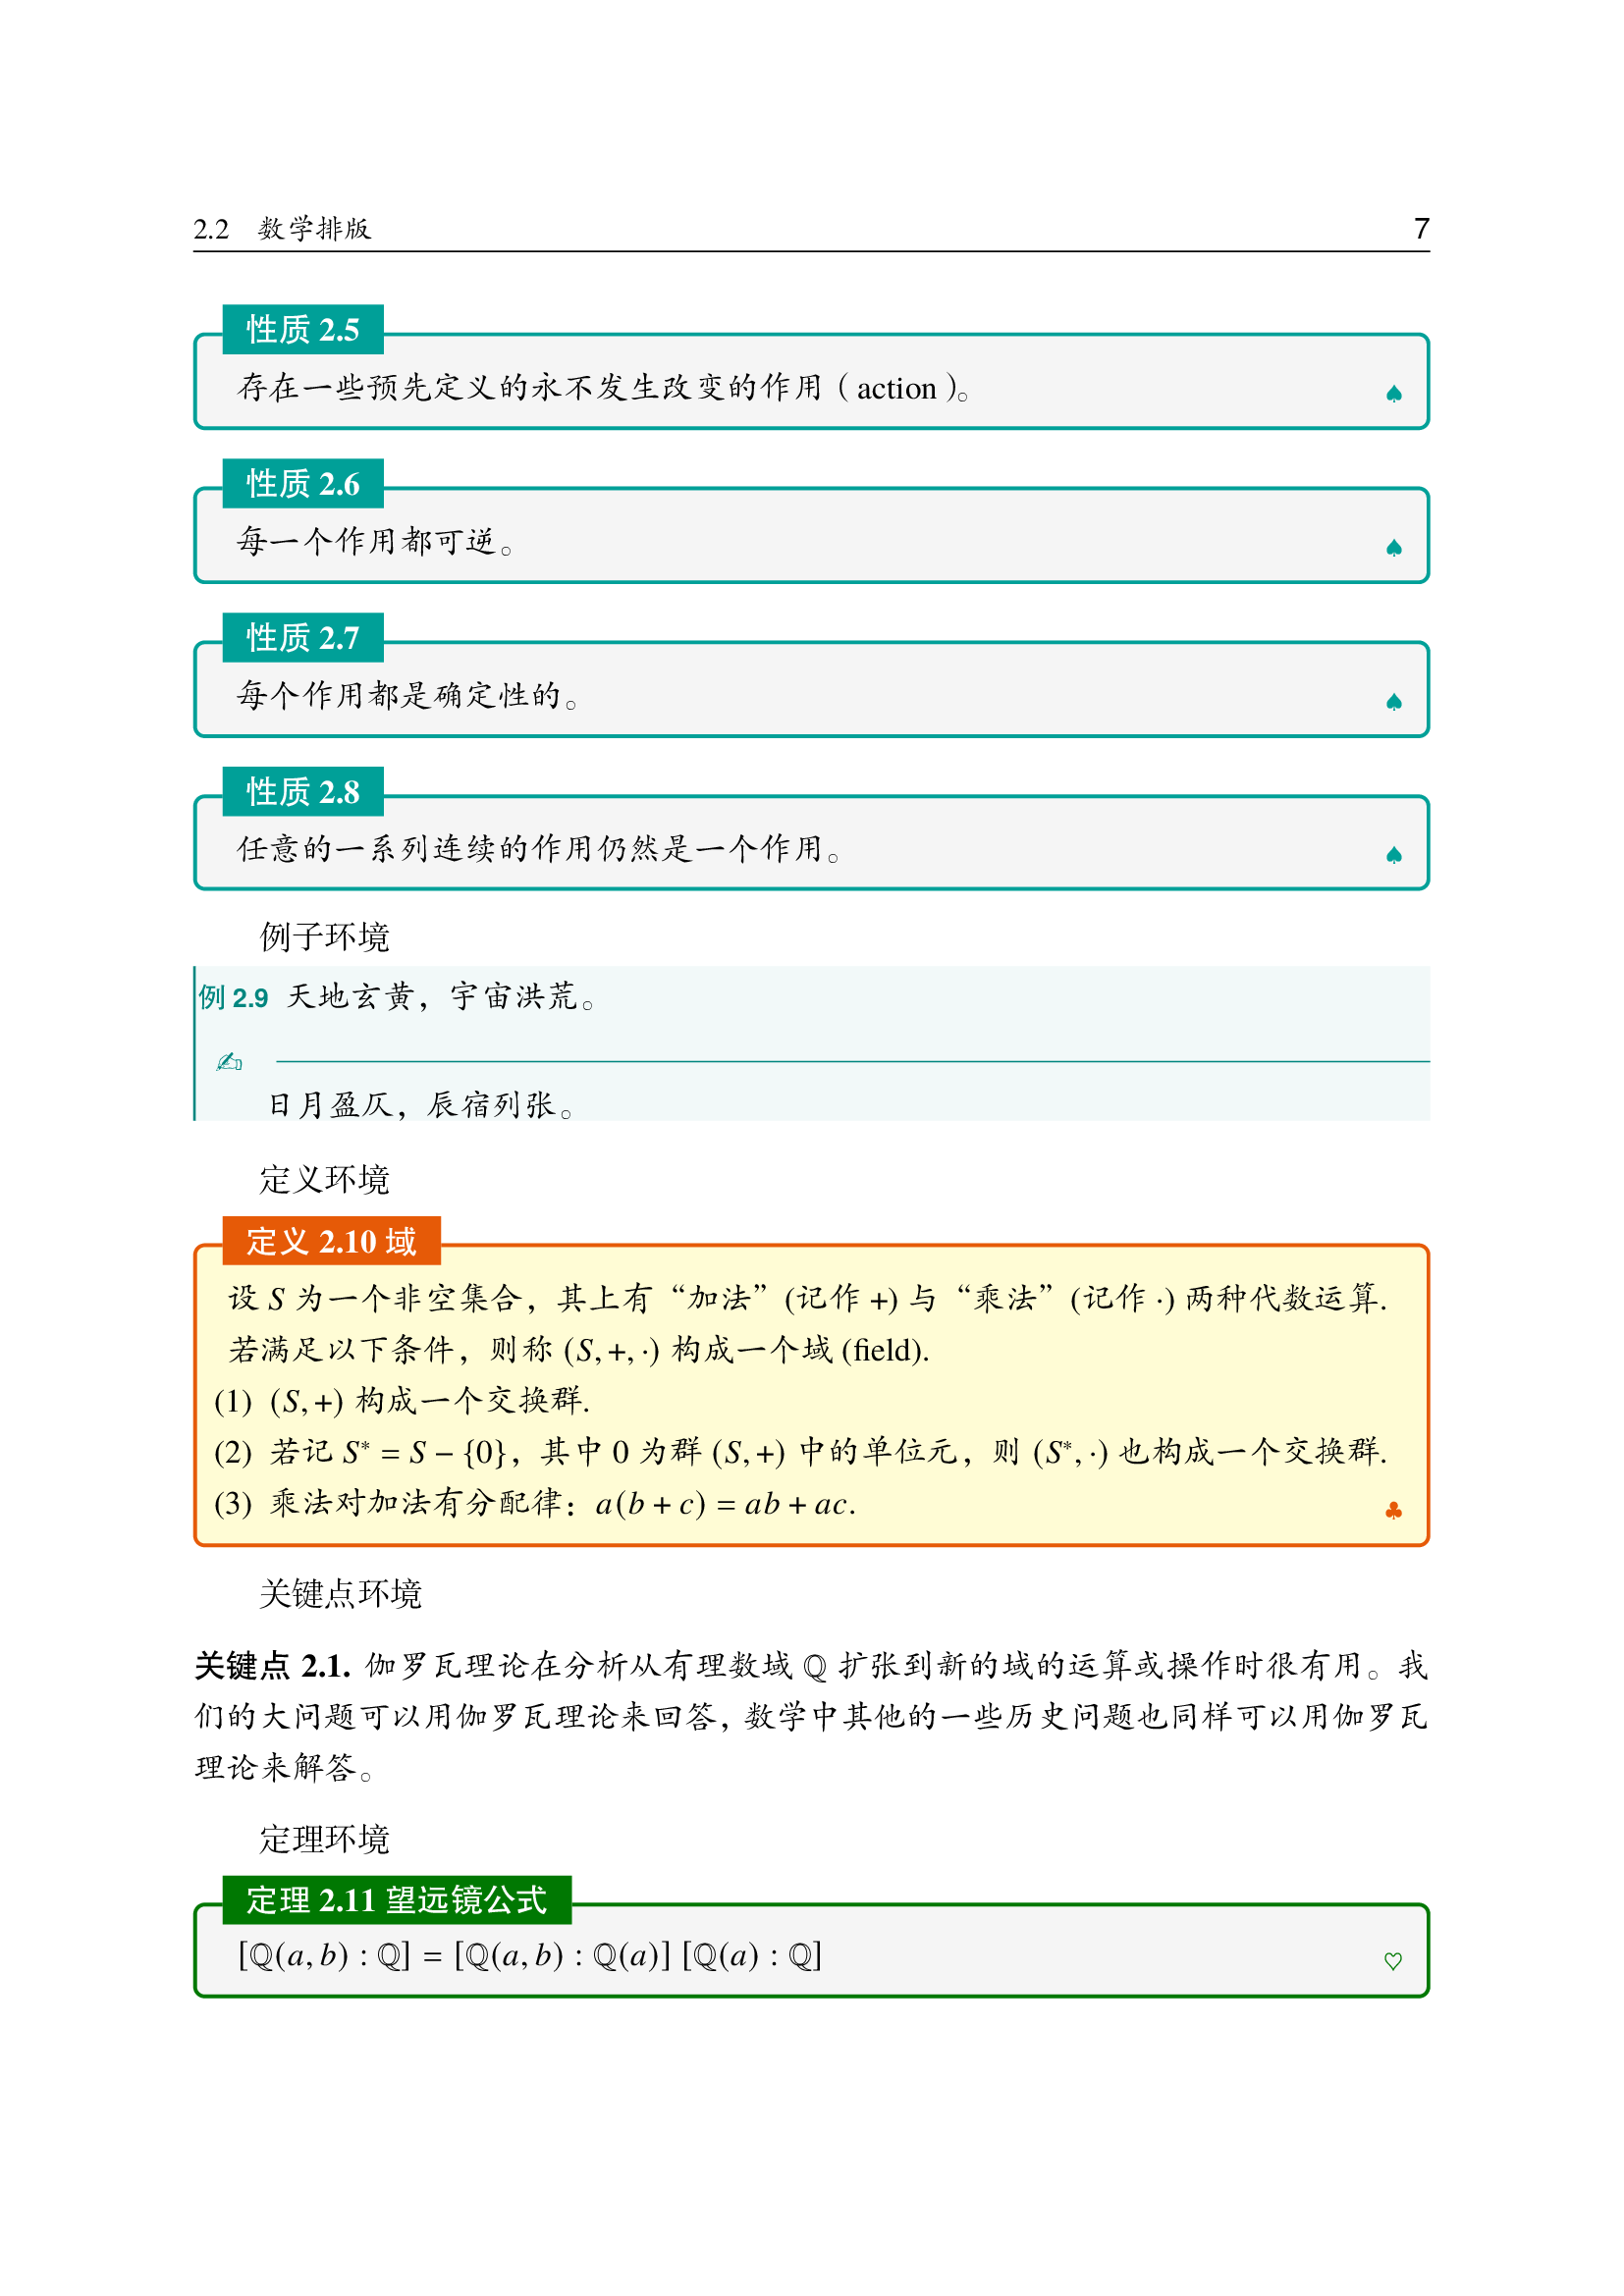 2.2 数学排版 7
性质 2.5
存在一些预先定义的永不发生改变的作用（action）。 ♠
性质 2.6
每一个作用都可逆。 ♠
性质 2.7
每个作用都是确定性的。 ♠
性质 2.8
任意的一系列连续的作用仍然是一个作用。 ♠
例子环境
例 2.9 天地玄黄，宇宙洪荒。
✍
日月盈仄，辰宿列张。
定义环境
定义 2.10 域
设 S 为一个非空集合，其上有“加法”(记作 +) 与“乘法”(记作 ·) 两种代数运算.
若满足以下条件，则称 (S, +, ·) 构成一个域 (field).
(1) (S, +) 构成一个交换群.
(2) 若记 S* = S − {0}，其中 0 为群 (S, +) 中的单位元，则 (S*, ·) 也构成一个交换群.
(3) 乘法对加法有分配律：a(b + c) = ab + ac. ♣
关键点环境
关键点 2.1. 伽罗瓦理论在分析从有理数域 ℚ 扩张到新的域的运算或操作时很有用。我
们的大问题可以用伽罗瓦理论来回答，数学中其他的一些历史问题也同样可以用伽罗瓦
理论来解答。
定理环境
定理 2.11 望远镜公式
[ℚ(a, b) : ℚ] = [ℚ(a, b) : ℚ(a)] [ℚ(a) : ℚ] ♡